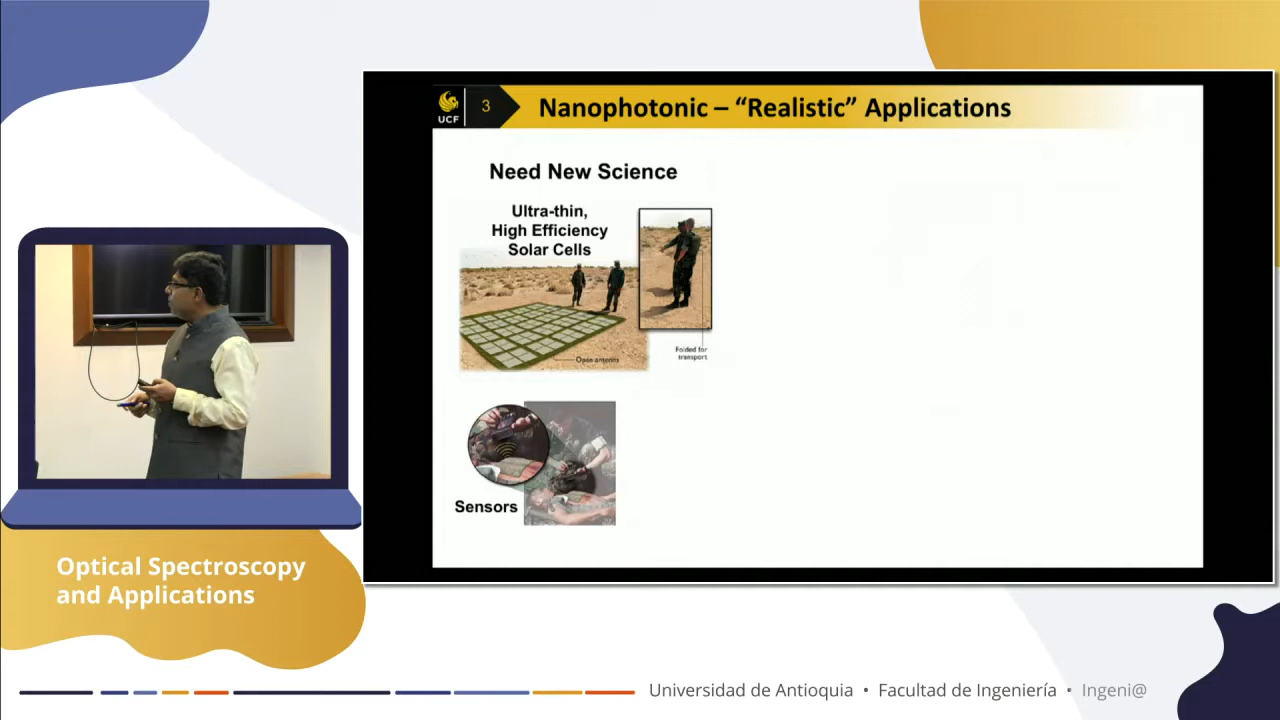 UCF
3
Nanophotonic – “Realistic” Applications
Need New Science
Ultra-thin,
High Efficiency
Solar Cells
Open antenna
Folded for
transport
Sensors
Optical Spectroscopy
and Applications
Universidad de Antioquia • Facultad de Ingeniería • Ingeni@